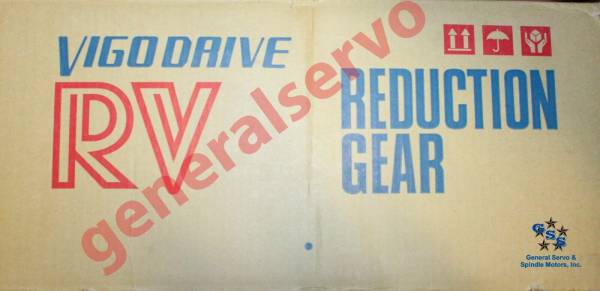 VIGO DRIVE
RV
REDUCTION
GEAR
generalservo
GSS
General Servo &
Spindle Motors, Inc.